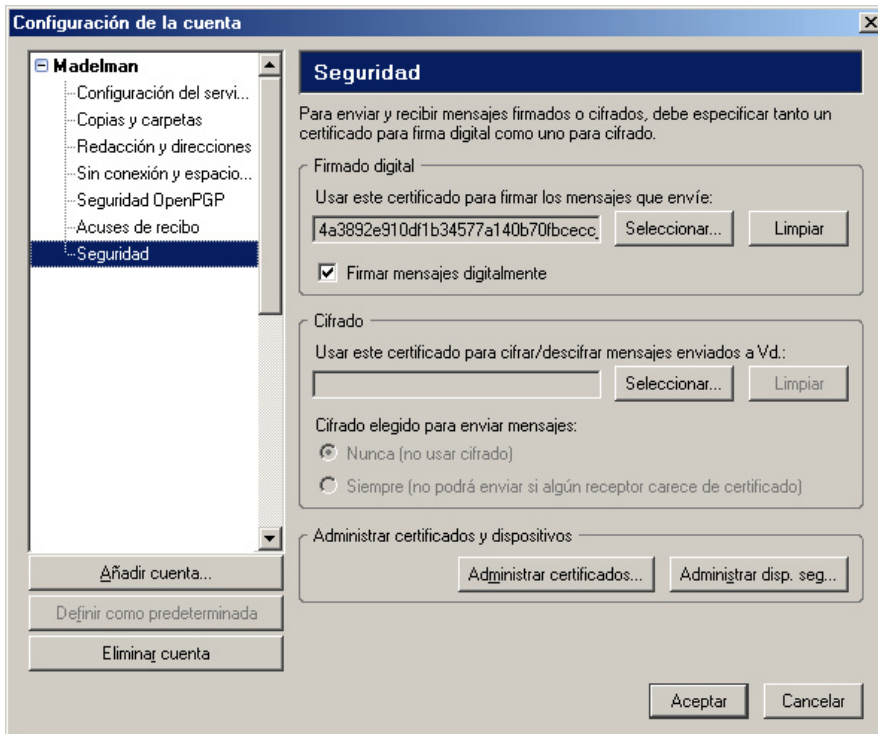 Configuración de la cuenta
Madelman
Configuración del servi...
Copias y carpetas
Redacción y direcciones
Sin conexión y espacio...
Seguridad OpenPGP
Acuses de recibo
Seguridad
Añadir cuenta...
Definir como predeterminada
Eliminar cuenta
Seguridad
Para enviar y recibir mensajes firmados o cifrados, debe especificar tanto un
certificado para firma digital como uno para cifrado.
Firmado digital
Usar este certificado para firmar los mensajes que envíe:
4a3892e910df1b34577a140b70fbcecc_ Seleccionar... Limpiar
Firmar mensajes digitalmente
Cifrado
Usar este certificado para cifrar/descifrar mensajes enviados a Vd.:
Seleccionar... Limpiar
Cifrado elegido para enviar mensajes:
Nunca (no usar cifrado)
Siempre (no podrá enviar si algún receptor carece de certificado)
Administrar certificados y dispositivos
Administrar certificados... Administrar disp. seg...
Aceptar Cancelar